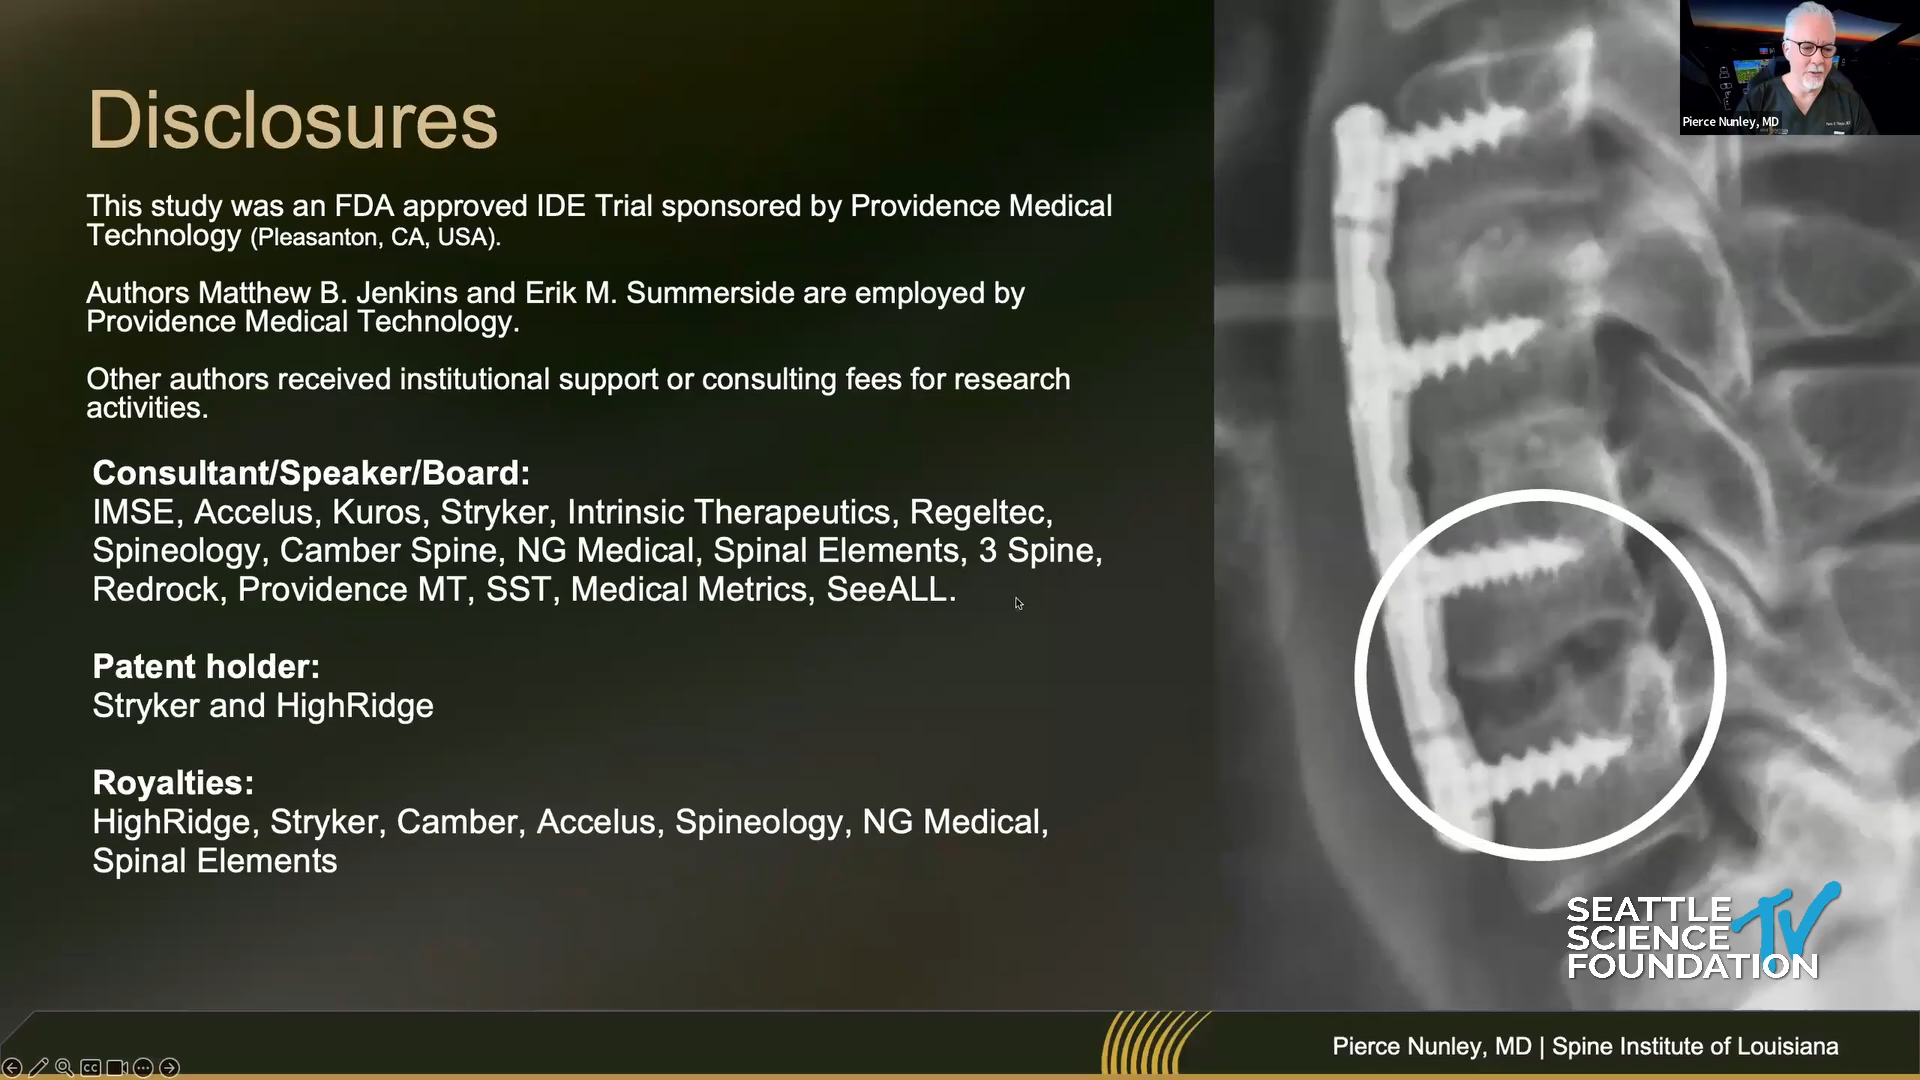 Disclosures
This study was an FDA approved IDE Trial sponsored by Providence Medical
Technology (Pleasanton, CA, USA).
Authors Matthew B. Jenkins and Erik M. Summerside are employed by
Providence Medical Technology.
Other authors received institutional support or consulting fees for research
activities.
Consultant/Speaker/Board:
IMSE, Accelus, Kuros, Stryker, Intrinsic Therapeutics, Regeltec,
Spineology, Camber Spine, NG Medical, Spinal Elements, 3 Spine,
Redrock, Providence MT, SST, Medical Metrics, SeeALL.
Patent holder:
Stryker and HighRidge
Royalties:
HighRidge, Stryker, Camber, Accelus, Spineology, NG Medical,
Spinal Elements
Pierce Nunley, MD
SEATTLE
SCIENCE
FOUNDATION
TV
Pierce Nunley, MD | Spine Institute of Louisiana
CC